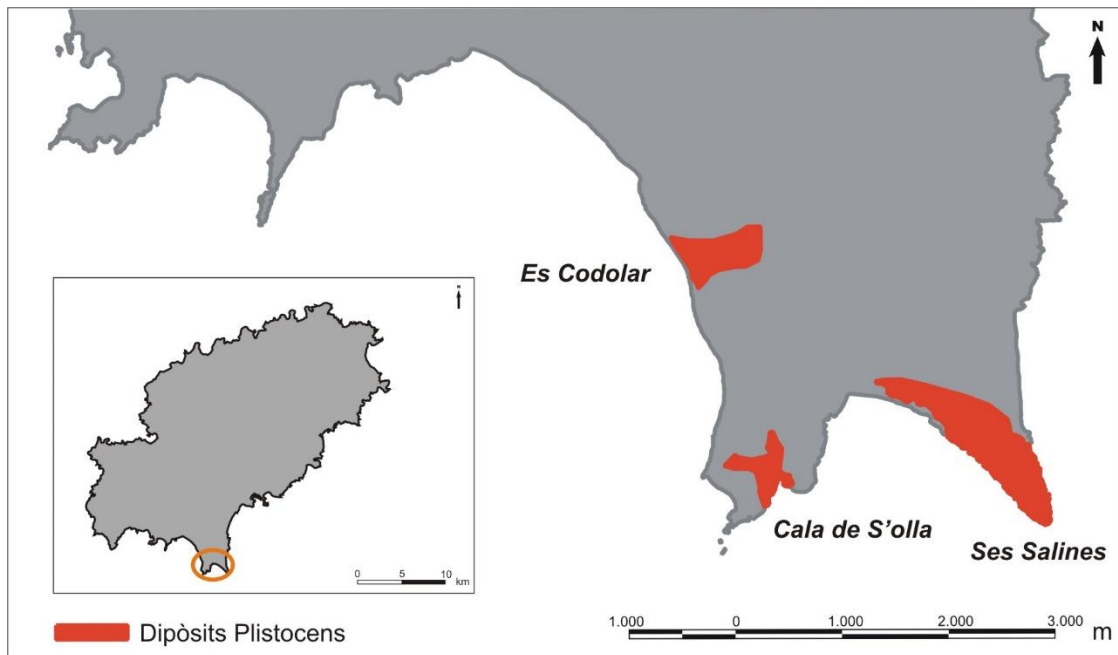 N
Es Codolar
N
Cala de S'olla
Ses Salines
0 5 10
km
Dipòsits Plistocens
1.000 0 1.000 2.000 3.000
m